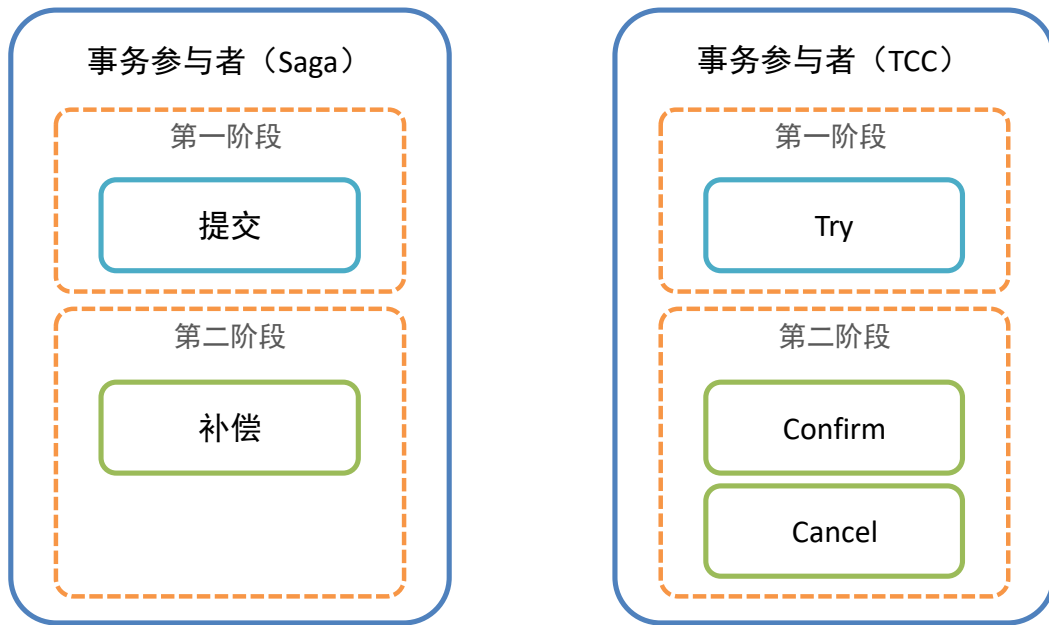 事务参与者（Saga）
第一阶段
提交
第二阶段
补偿
事务参与者（TCC）
第一阶段
Try
第二阶段
Confirm
Cancel